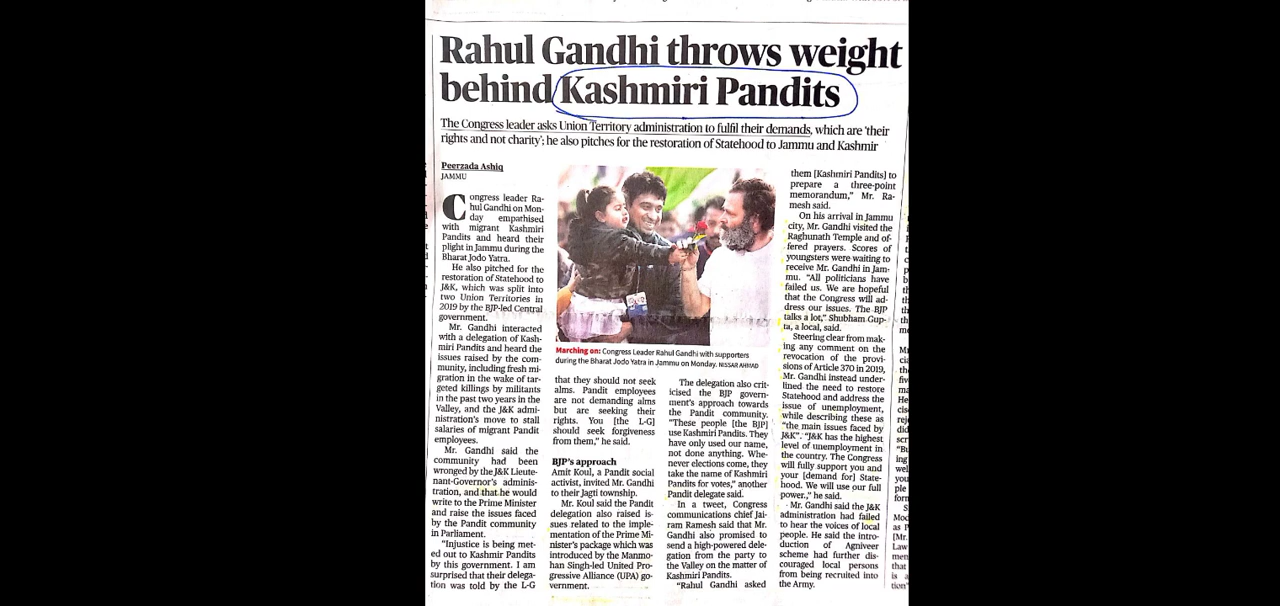 Rahul Gandhi throws weight
behind Kashmiri Pandits
The Congress leader asks Union Territory administration to fulfil their demands, which are 'their
rights and not charity'; he also pitches for the restoration of Statehood to Jammu and Kashmir
Peerzada Ashiq
JAMMU
Congress leader Ra-
hul Gandhi on Mon-
day empathised
with migrant Kashmiri
Pandits and heard their
plight in Jammu during the
Bharat Jodo Yatra.
He also pitched for the
restoration of Statehood to
J&K, which was split into
two Union Territories in
2019 by the BJP-led Central
government.
Mr. Gandhi interacted
with a delegation of Kash-
miri Pandits and heard the
issues raised by the com-
munity, including fresh mi-
gration in the wake of tar-
geted killings by militants
in the past two years in the
Valley, and the J&K admi-
nistration's move to stall
salaries of migrant Pandit
employees.
Mr. Gandhi said the
community had been
wronged by the J&K Lieute-
nant-Governor's adminis-
tration, and that he would
write to the Prime Minister
and raise the issues faced
by the Pandit community
in Parliament.
"Injustice is being met-
ed out to Kashmir Pandits
by this government. I am
surprised that their delega-
tion was told by the L-G
Marching on: Congress Leader Rahul Gandhi with supporters
during the Bharat Jodo Yatra in Jammu on Monday. NISSAR AHMAD
that they should not seek
alms. Pandit employees
are not demanding alms
but are seeking their
rights. You [the L-G]
should seek forgiveness
from them," he said.
BJP's approach
Amit Koul, a Pandit social
activist, invited Mr. Gandhi
to their Jagti township.
Mr. Koul said the Pandit
delegation also raised is-
sues related to the imple-
mentation of the Prime Mi-
nister's package which was
introduced by the Manmo-
han Singh-led United Pro-
gressive Alliance (UPA) go-
vernment.
The delegation also crit-
icised the BJP govern-
ment's approach towards
the Pandit community.
"These people [the BJP]
use Kashmiri Pandits. They
have only used our name,
not done anything. Whe-
never elections come, they
take the name of Kashmiri
Pandits for votes," another
Pandit delegate said.
In a tweet, Congress
communications chief Jai-
ram Ramesh said that Mr.
Gandhi also promised to
send a high-powered dele-
gation from the party to
the Valley on the matter of
Kashmiri Pandits.
"Rahul Gandhi asked
them [Kashmiri Pandits] to
prepare a three-point
memorandum," Mr. Ra-
mesh said.
On his arrival in Jammu
city, Mr. Gandhi visited the
Raghunath Temple and of-
fered prayers. Scores of
youngsters were waiting to
receive Mr. Gandhi in Jam-
mu. "All politicians have
failed us. We are hopeful
that the Congress will ad-
dress our issues. The BJP
talks a lot," Shubham Gup-
ta, a local, said.
Steering clear from mak-
ing any comment on the
revocation of the provi-
sions of Article 370 in 2019,
Mr. Gandhi instead under-
lined the need to restore
Statehood and address the
issue of unemployment,
while describing these as
"the main issues faced by
J&K". "J&K has the highest
level of unemployment in
the country. The Congress
will fully support you and
your [demand for] State-
hood. We will use our full
power.," he said.
Mr. Gandhi said the J&K
administration had failed
to hear the voices of local
people. He said the intro-
duction of Agniveer
scheme had further dis-
couraged local persons
from being recruited into
the Army.